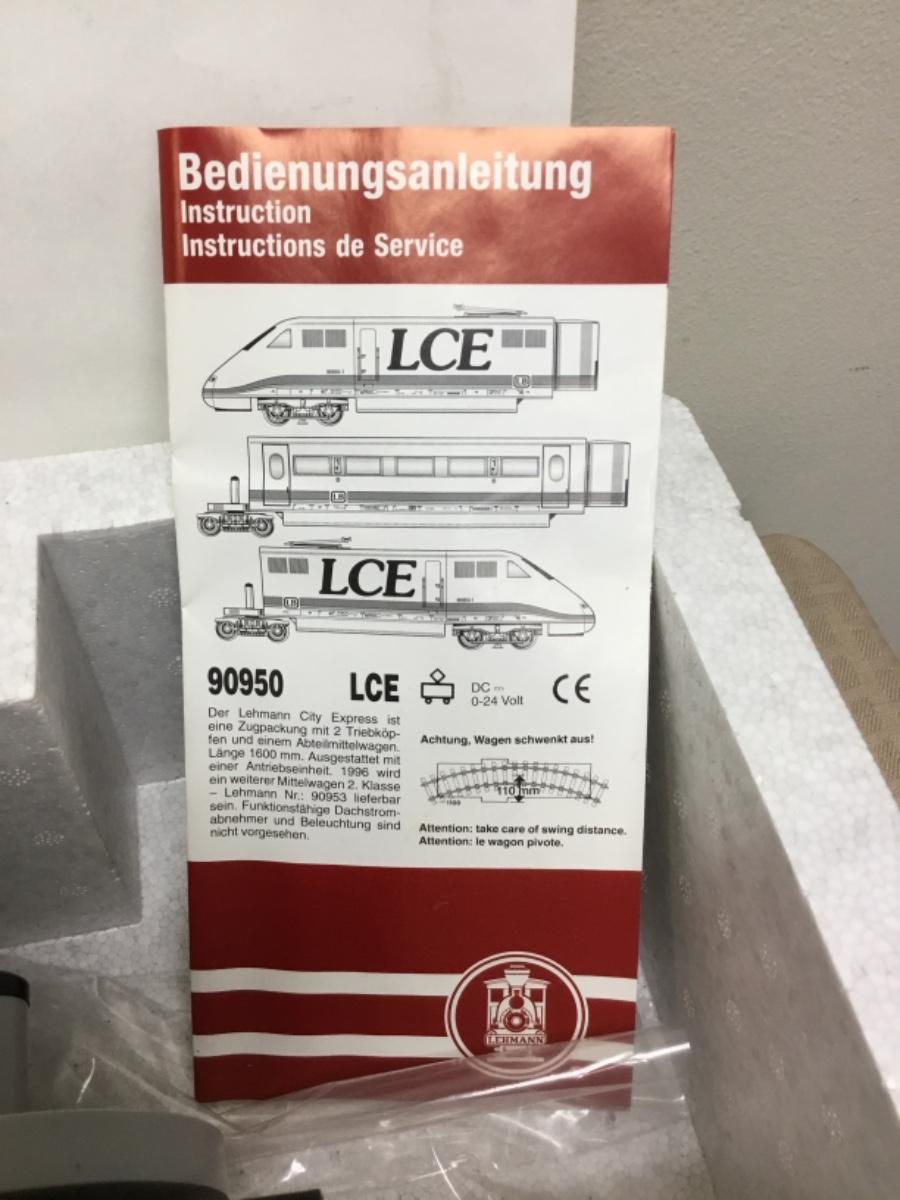 Bedienungsanleitung
Instruction
Instructions de Service
LCE
LCE
90950
LCE
DC
0-24 Volt
CE
Der Lehmann City Express ist
eine Zugpackung mit 2 Triebköp-
fen und einem Abteilmittelwagen.
Länge 1600 mm. Ausgestattet mit
einer Antriebseinheit. 1996 wird
ein weiterer Mittelwagen 2. Klasse
– Lehmann Nr.: 90953 lieferbar
sein. Funktionsfähige Dachstrom-
abnehmer und Beleuchtung sind
nicht vorgesehen.
Achtung, Wagen schwenkt aus!
110 mm
Attention: take care of swing distance.
Attention: le wagon pivote.
LEHMANN